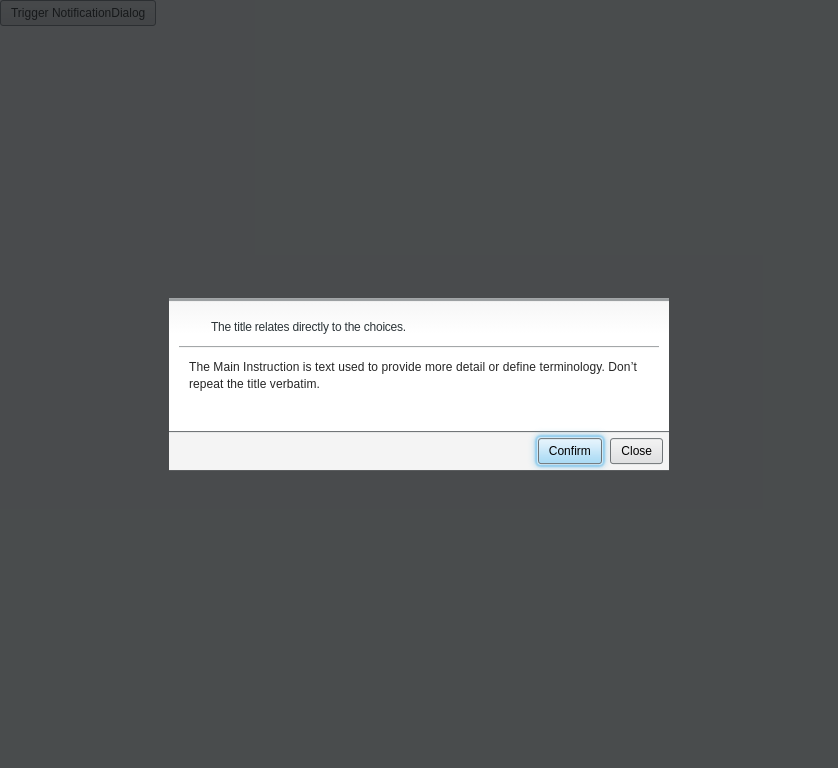 Trigger NotificationDialog
The title relates directly to the choices.
The Main Instruction is text used to provide more detail or define terminology. Don’t
repeat the title verbatim.
Confirm
Close